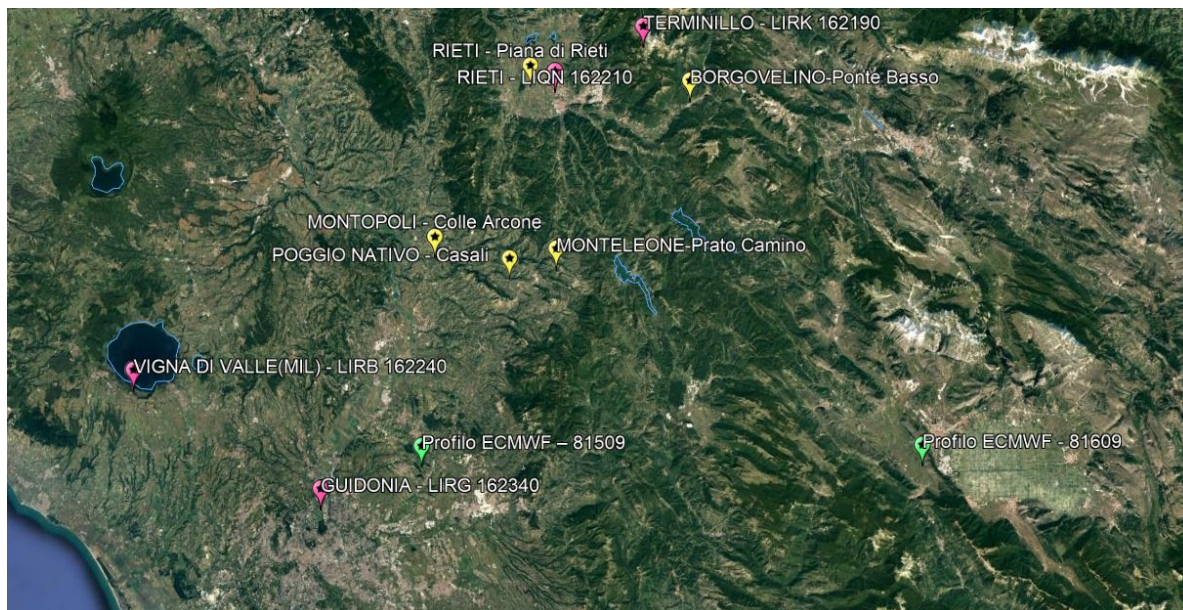 TERMINILLO - LIRK 162190
RIETI - Piana di Rieti
RIETI - LIQN 162210
BORGOVELINO-Ponte Basso
MONTOPOLI - Colle Arcone
POGGIO NATIVO - Casali
MONTELEONE-Prato Camino
VIGNA DI VALLE(MIL) - LIRB 162240
Profilo ECMWF – 81509
Profilo ECMWF - 81609
GUIDONIA - LIRG 162340